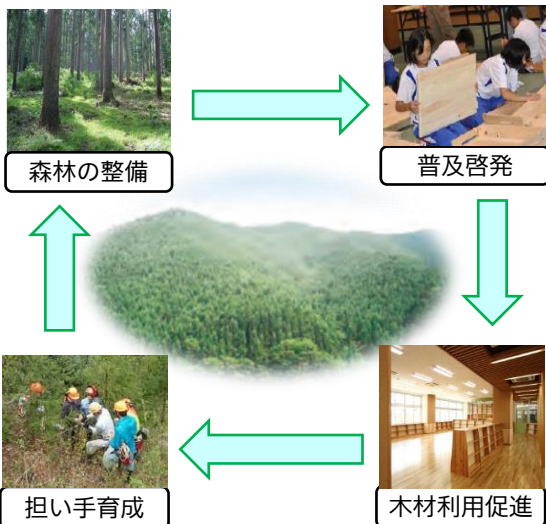 森林の整備
普及啓発
担い手育成
木材利用促進